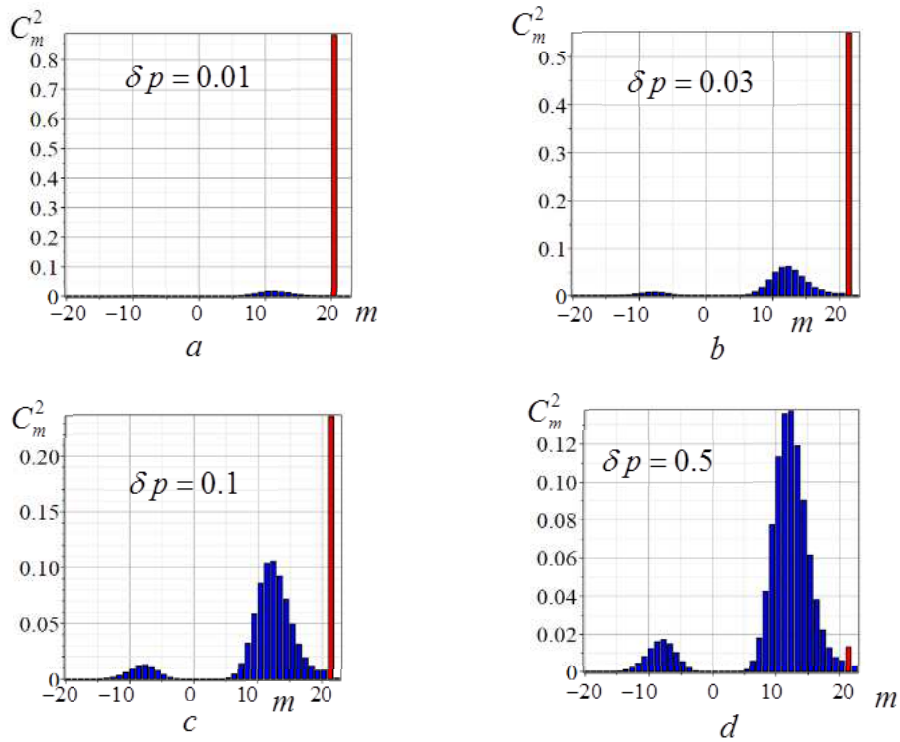 C_m^2
δp = 0.01
0.8
0.7
0.6
0.5
0.4
0.3
0.2
0.1
0
−20 −10 0 10 20 m
a
C_m^2
δp = 0.03
0.5
0.4
0.3
0.2
0.1
0
−20 −10 0 10 20
m
b
C_m^2
δp = 0.1
0.20
0.15
0.10
0.05
0
−20 −10 0 10 20
m
c
C_m^2
δp = 0.5
0.12
0.10
0.08
0.06
0.04
0.02
0
−20 −10 0 10 20 m
d